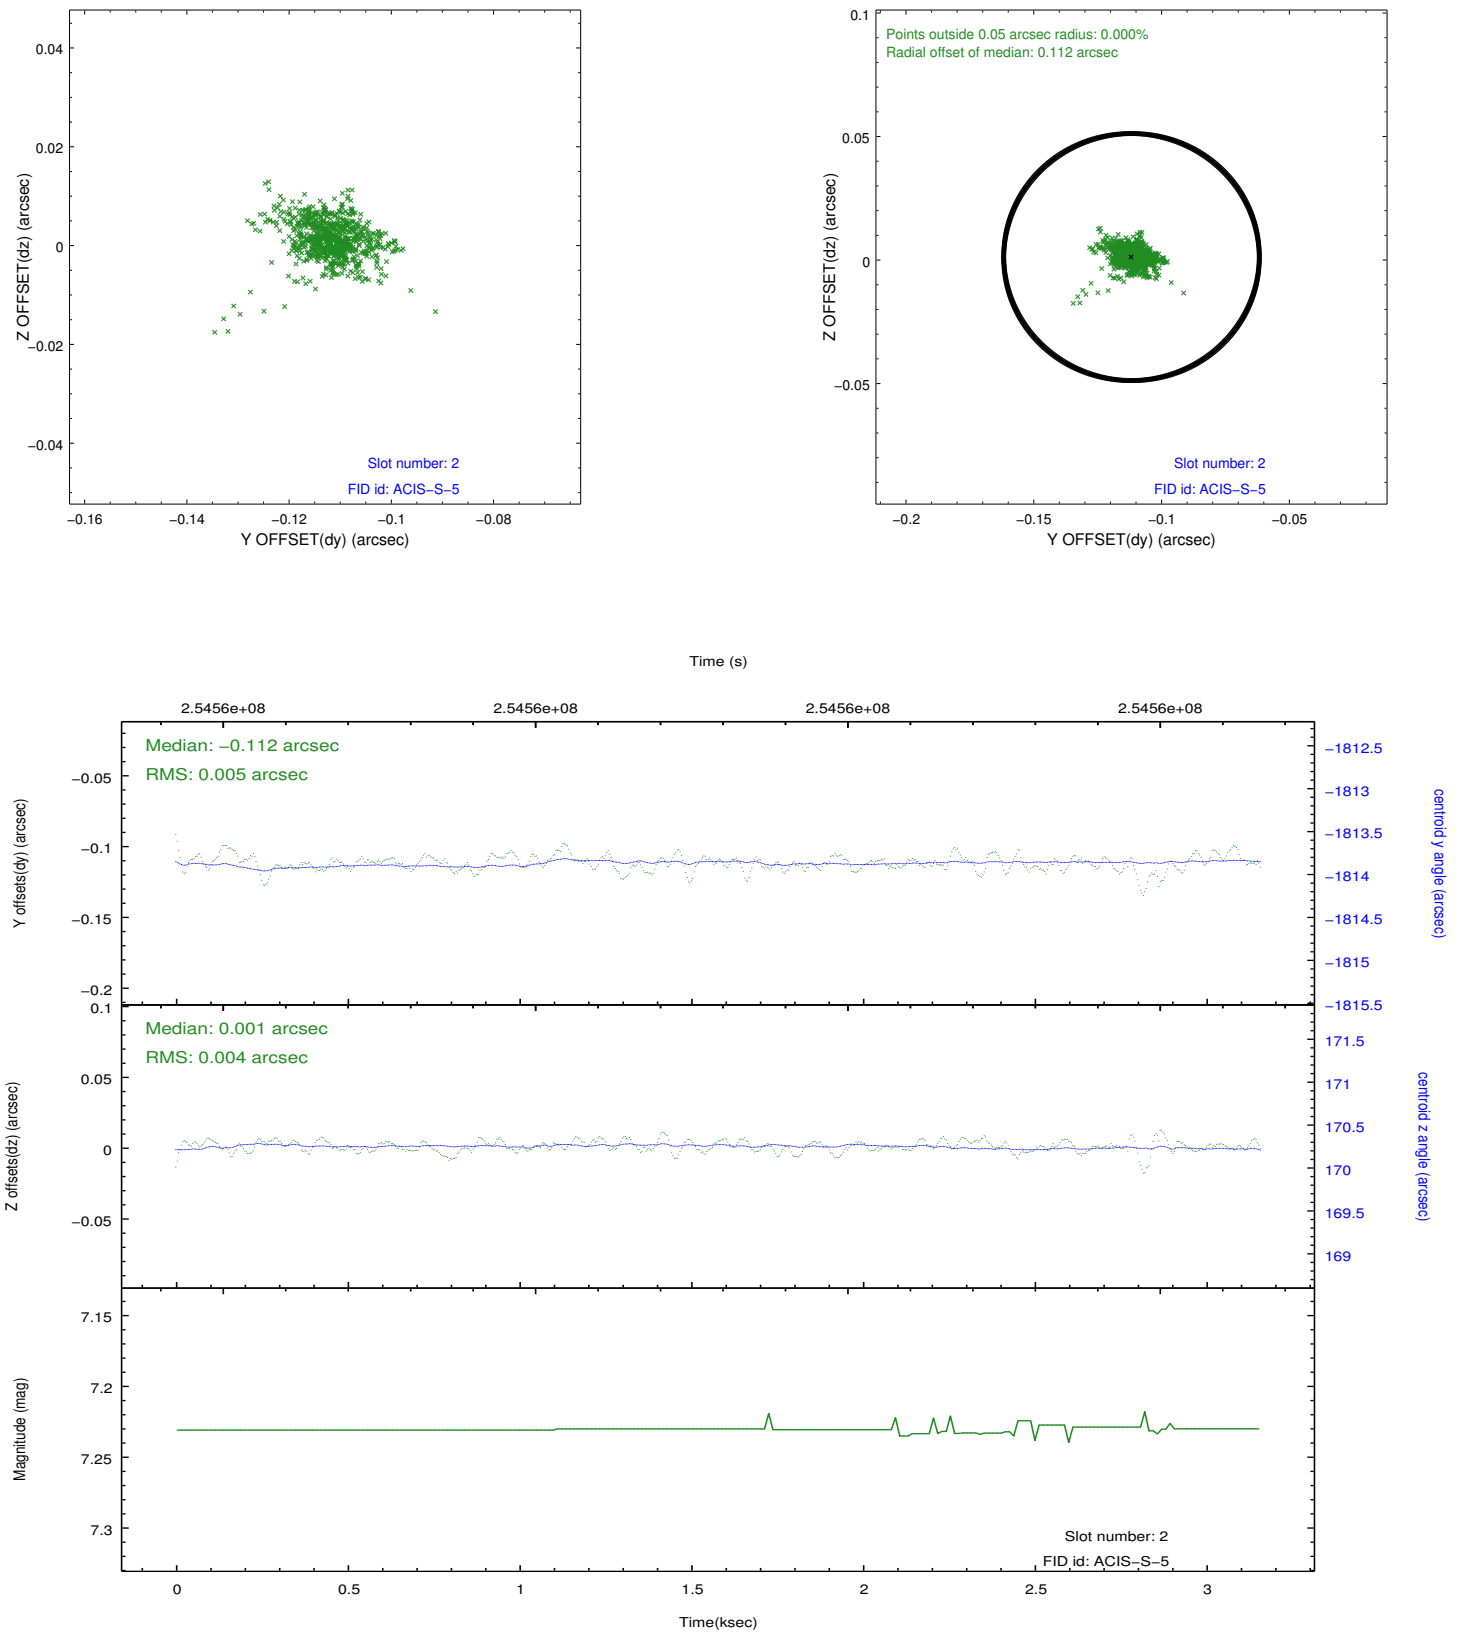 0.04
0.02
0
−0.02
−0.04
Z OFFSET(dz) (arcsec)
Slot number: 2
FID id: ACIS−S−5
−0.16
−0.14
−0.12
−0.1
−0.08
Y OFFSET(dy) (arcsec)
Points outside 0.05 arcsec radius: 0.000%
Radial offset of median: 0.112 arcsec
0.1
0.05
0
−0.05
Z OFFSET(dz) (arcsec)
Slot number: 2
FID id: ACIS−S−5
−0.2
−0.15
−0.1
−0.05
Y OFFSET(dy) (arcsec)
Time (s)
2.5456e+08
2.5456e+08
2.5456e+08
2.5456e+08
Median: −0.112 arcsec
RMS: 0.005 arcsec
−0.05
−0.1
−0.15
−0.2
Y offsets(dy) (arcsec)
−1812.5
−1813
−1813.5
−1814
−1814.5
−1815
−1815.5
centroid y angle (arcsec)
Median: 0.001 arcsec
RMS: 0.004 arcsec
0.1
0.05
0
−0.05
Z offsets(dz) (arcsec)
171.5
171
170.5
170
169.5
169
centroid z angle (arcsec)
7.15
7.2
7.25
7.3
Magnitude (mag)
Slot number: 2
FID id: ACIS−S−5
0
0.5
1
1.5
2
2.5
3
Time(ksec)